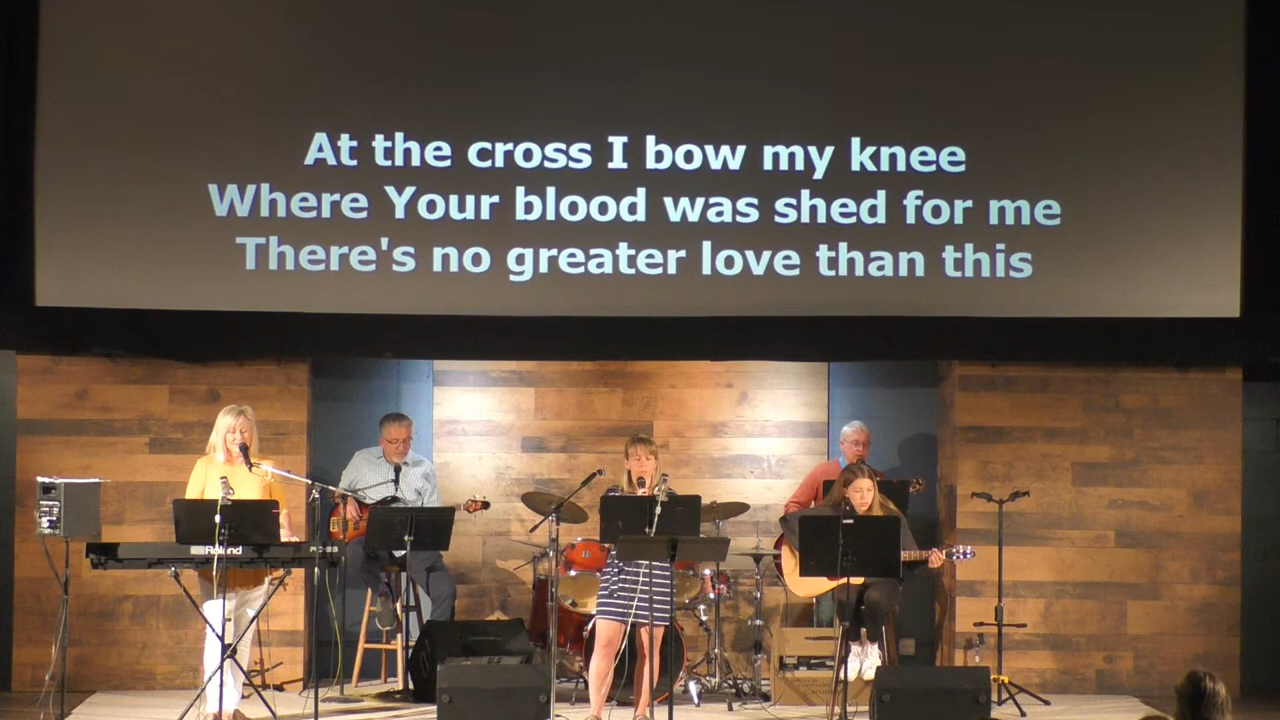 At the cross I bow my knee
Where Your blood was shed for me
There's no greater love than this
Roland